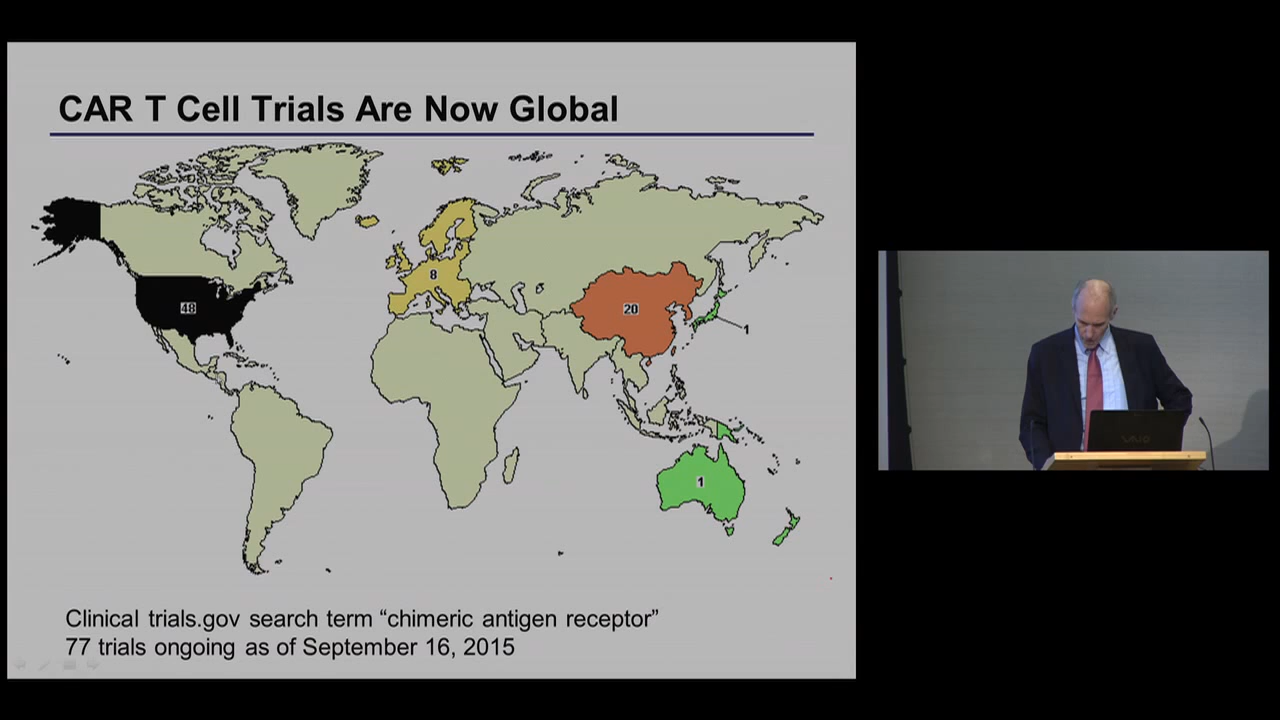 CAR T Cell Trials Are Now Global
48
8
20
1
1
Clinical trials.gov search term “chimeric antigen receptor”
77 trials ongoing as of September 16, 2015
VAIO